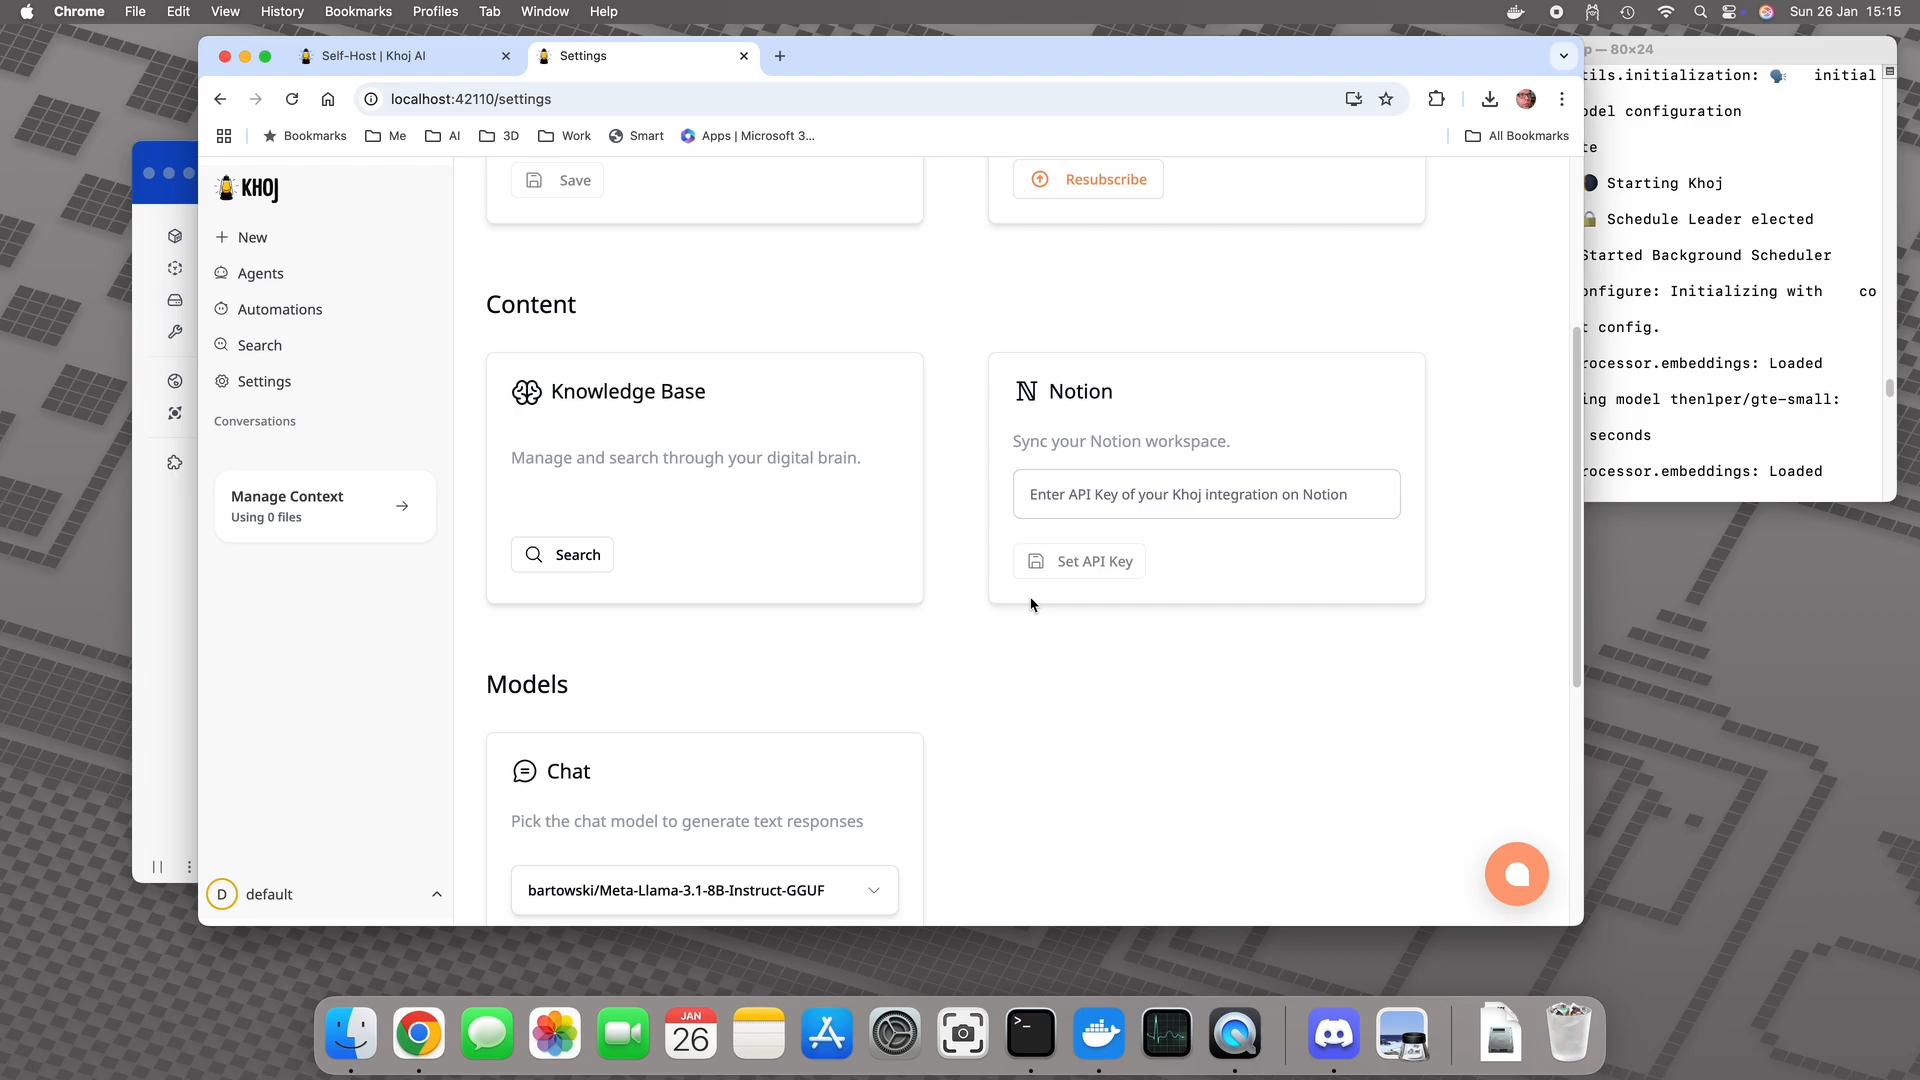 Chrome File Edit View History Bookmarks Profiles Tab Window Help
Sun 26 Jan 15:15
Self-Host | Khoj AI
Settings
localhost:42110/settings
Bookmarks
Me
AI
3D
Work
Smart
Apps | Microsoft 3...
All Bookmarks
KHOJ
New
Agents
Automations
Search
Settings
Conversations
Manage Context
Using 0 files
D
default
Save
Resubscribe
Content
Knowledge Base
Manage and search through your digital brain.
Search
Notion
Sync your Notion workspace.
Enter API Key of your Khoj integration on Notion
Set API Key
Models
Chat
Pick the chat model to generate text responses
bartowski/Meta-Llama-3.1-8B-Instruct-GGUF
p — 80×24
tils.initialization: initial
del configuration
te
Starting Khoj
Schedule Leader elected
Started Background Scheduler
onfigure: Initializing with co
t config.
rocessor.embeddings: Loaded
ing model thenlper/gte-small:
seconds
rocessor.embeddings: Loaded
JAN
26